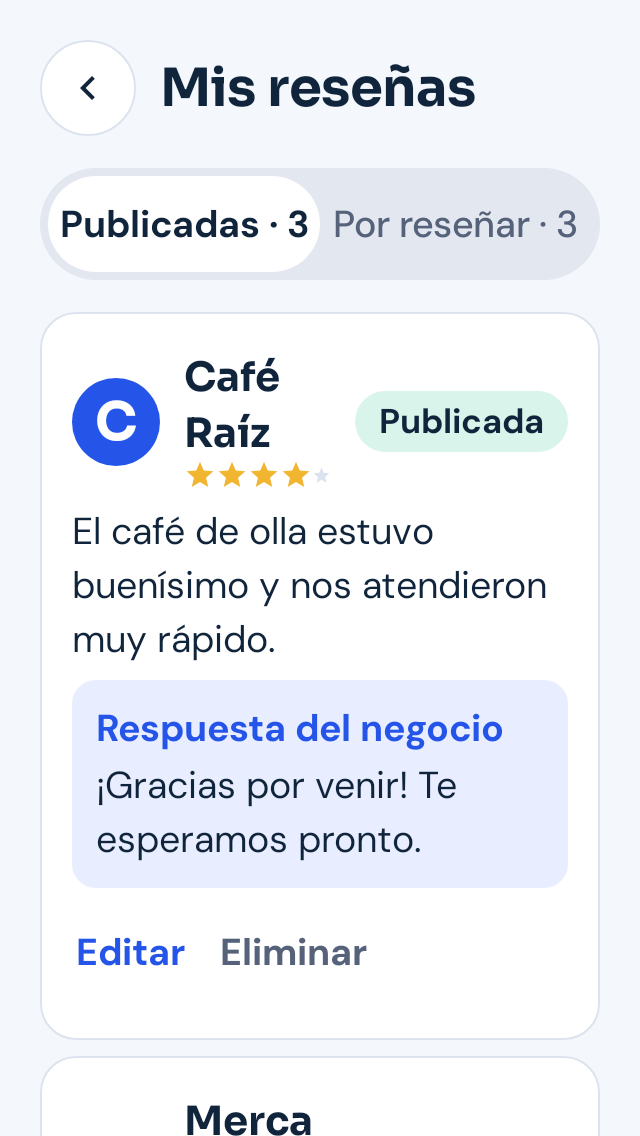 Mis reseñas
Publicadas · 3
Por reseñar · 3
C
Café
Raíz
Publicada
El café de olla estuvo
buenísimo y nos atendieron
muy rápido.
Respuesta del negocio
¡Gracias por venir! Te
esperamos pronto.
Editar
Eliminar
Merca